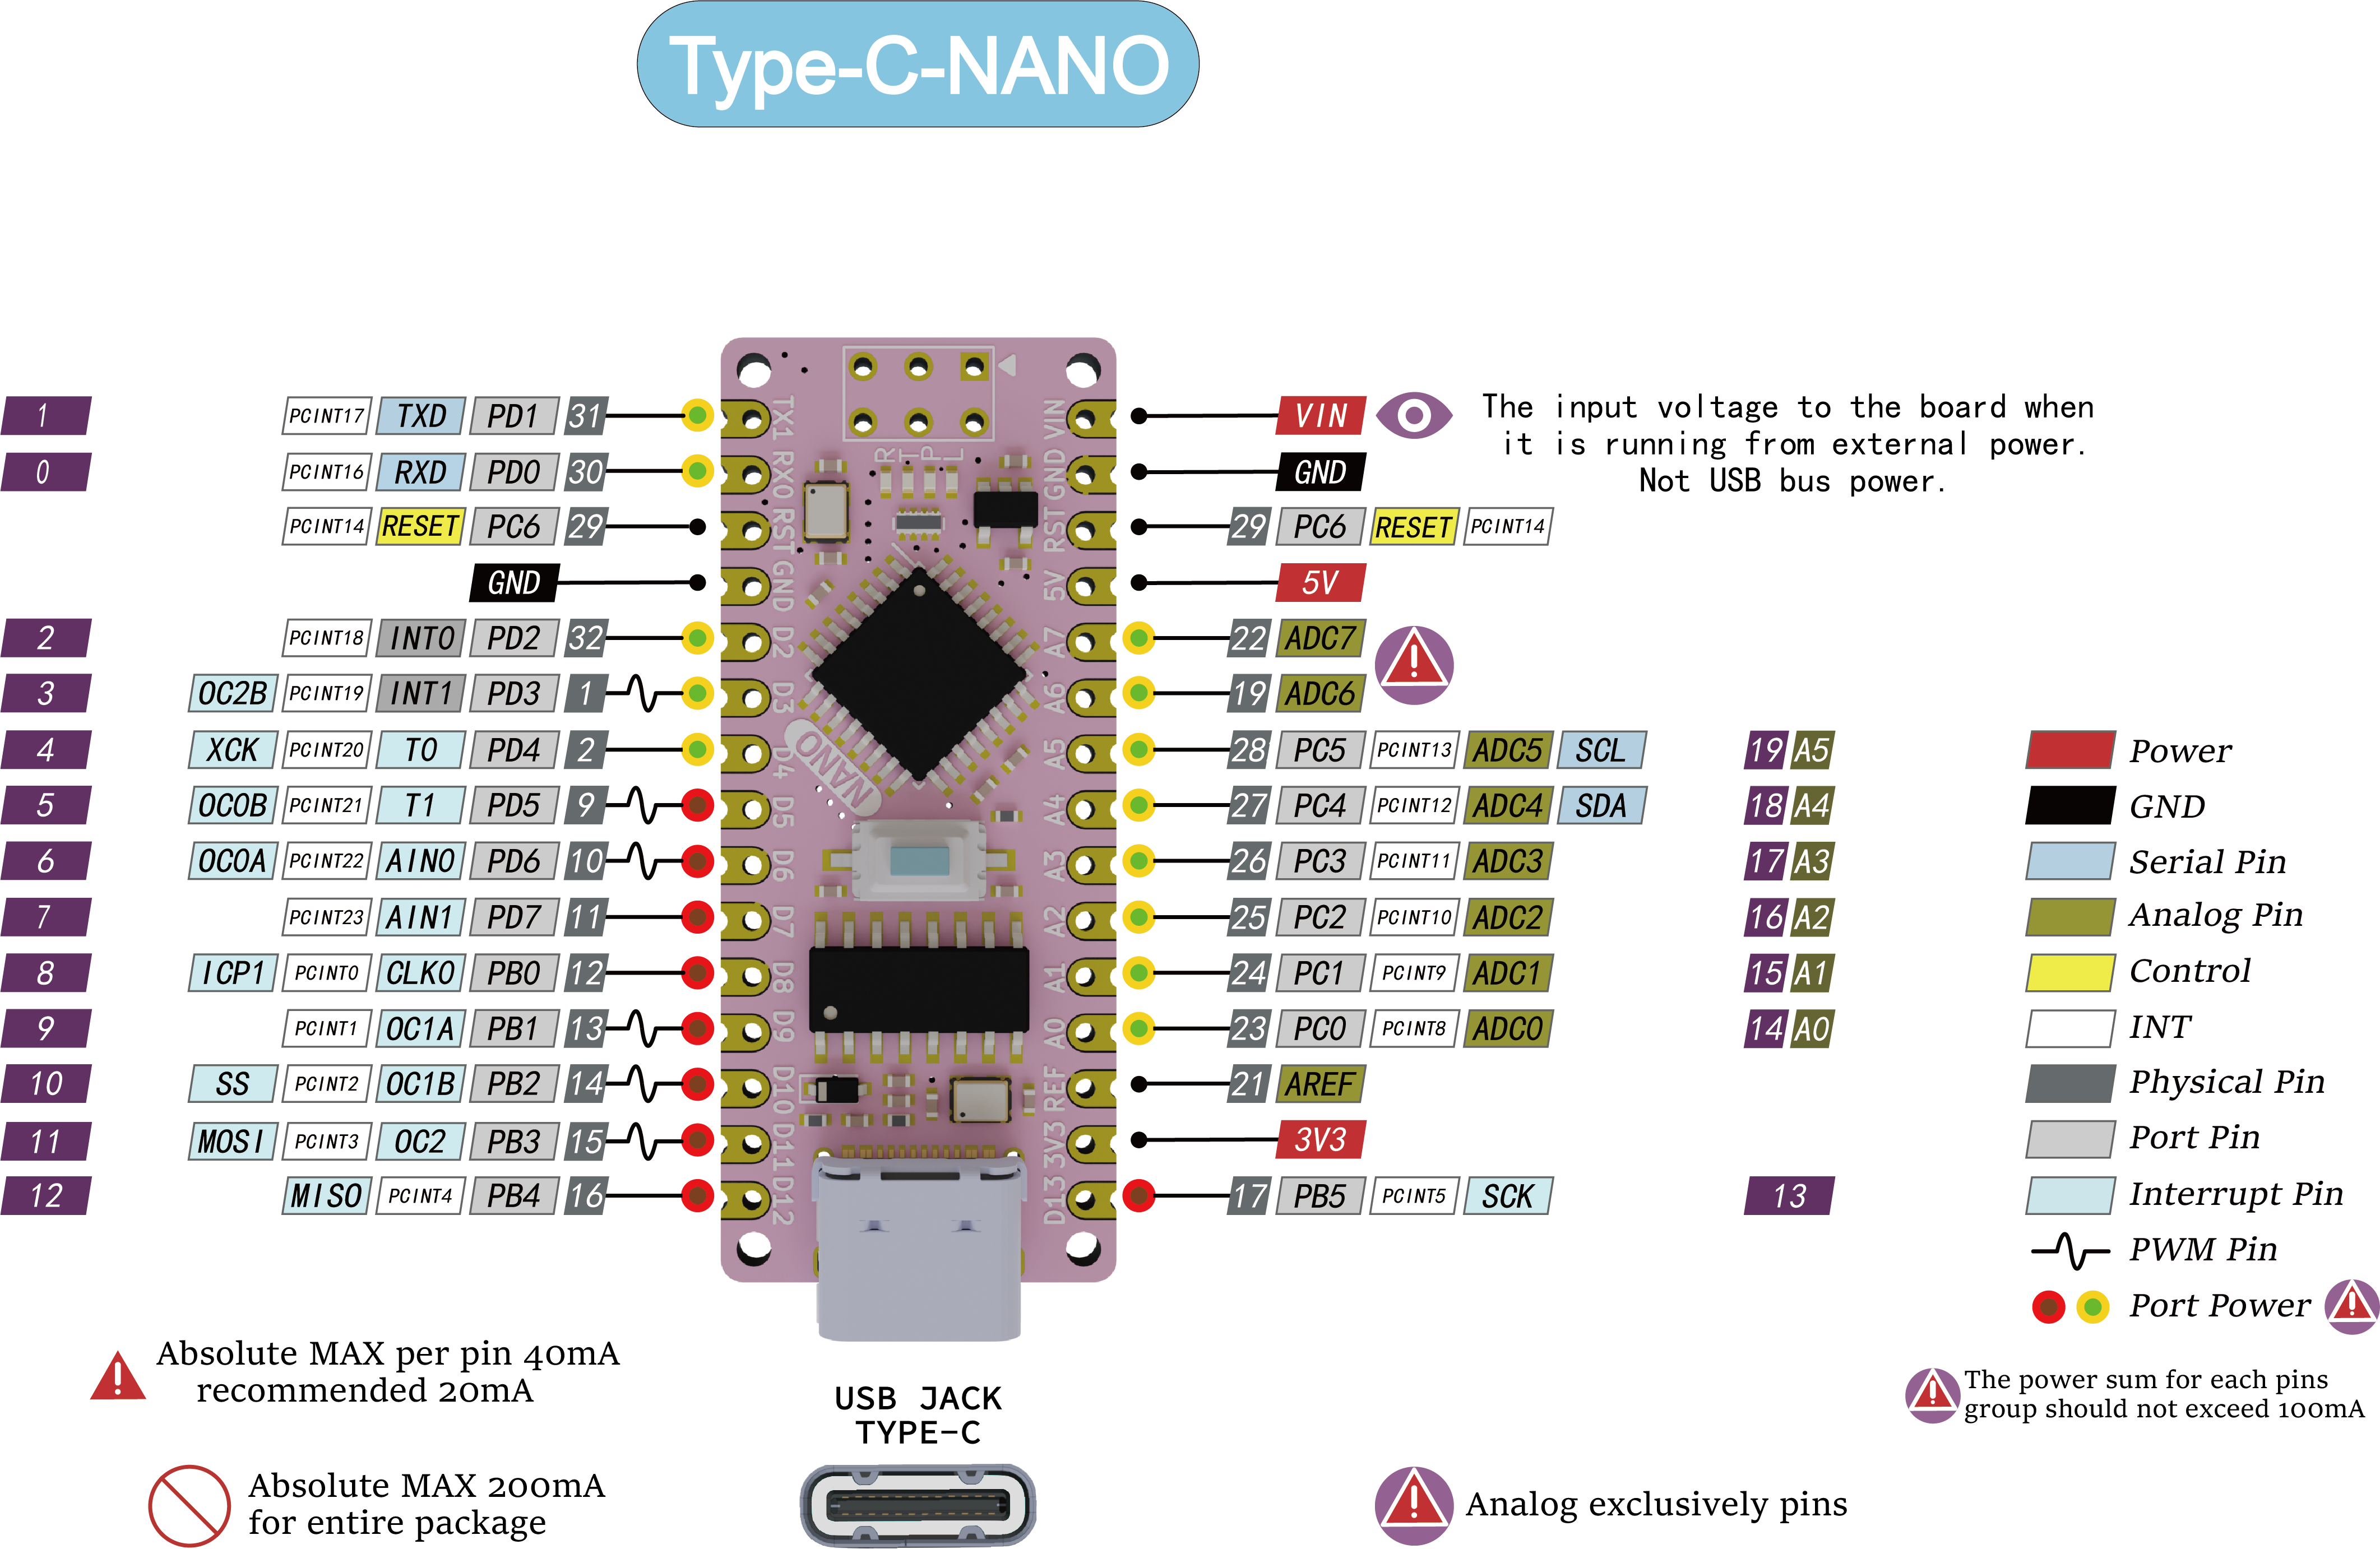 Type-C-NANO
1 PCINT17 TXD PD1 31 TX1 VIN VIN The input voltage to the board when
it is running from external power.
Not USB bus power.
0 PCINT16 RXD PD0 30 RX0 GND GND
R T P L
PCINT14 RESET PC6 29 RST RST 29 PC6 RESET PCINT14
GND GND 5V 5V
2 PCINT18 INT0 PD2 32 D2 A7 22 ADC7
3 OC2B PCINT19 INT1 PD3 1 D3 A6 19 ADC6
4 XCK PCINT20 T0 PD4 2 D4 A5 28 PC5 PCINT13 ADC5 SCL 19 A5
NANO
5 OC0B PCINT21 T1 PD5 9 D5 A4 27 PC4 PCINT12 ADC4 SDA 18 A4
6 OC0A PCINT22 AIN0 PD6 10 D6 A3 26 PC3 PCINT11 ADC3 17 A3
7 PCINT23 AIN1 PD7 11 D7 A2 25 PC2 PCINT10 ADC2 16 A2
8 ICP1 PCINT0 CLKO PB0 12 D8 A1 24 PC1 PCINT9 ADC1 15 A1
9 PCINT1 OC1A PB1 13 D9 A0 23 PC0 PCINT8 ADC0 14 A0
10 SS PCINT2 OC1B PB2 14 D10 REF 21 AREF
11 MOSI PCINT3 OC2 PB3 15 D11 3V3 3V3
12 MISO PCINT4 PB4 16 D12 D13 17 PB5 PCINT5 SCK 13
Power
GND
Serial Pin
Analog Pin
Control
INT
Physical Pin
Port Pin
Interrupt Pin
PWM Pin
Port Power
Absolute MAX per pin 40mA
recommended 20mA
Absolute MAX 200mA
for entire package
USB JACK
TYPE-C
The power sum for each pins
group should not exceed 100mA
Analog exclusively pins